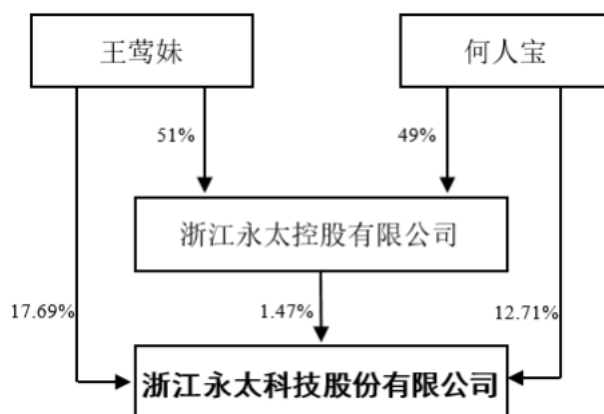 王莺妹
何人宝
51%
49%
浙江永太控股有限公司
17.69%
1.47%
12.71%
浙江永太科技股份有限公司